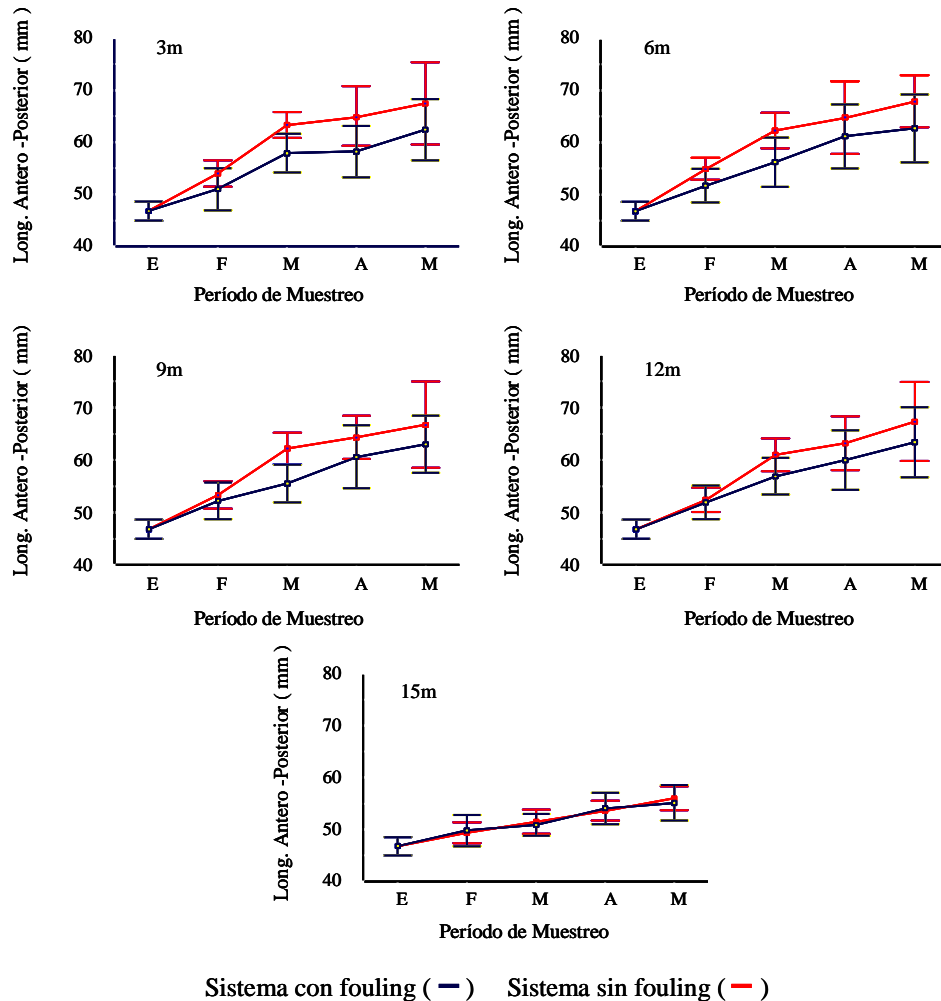 3m
Long. Antero -Posterior ( mm )
80
70
60
50
40
E F M A M
Período de Muestreo
6m
Long. Antero -Posterior ( mm )
80
70
60
50
40
E F M A M
Período de Muestreo
9m
Long. Antero -Posterior ( mm)
80
70
60
50
40
E F M A M
Período de Muestreo
12m
Long. Antero -Posterior ( mm)
80
70
60
50
40
E F M A M
Período de Muestreo
15m
Long. Antero -Posterior ( mm )
80
70
60
50
40
E F M A M
Período de Muestreo
Sistema con fouling ( ) Sistema sin fouling ( )